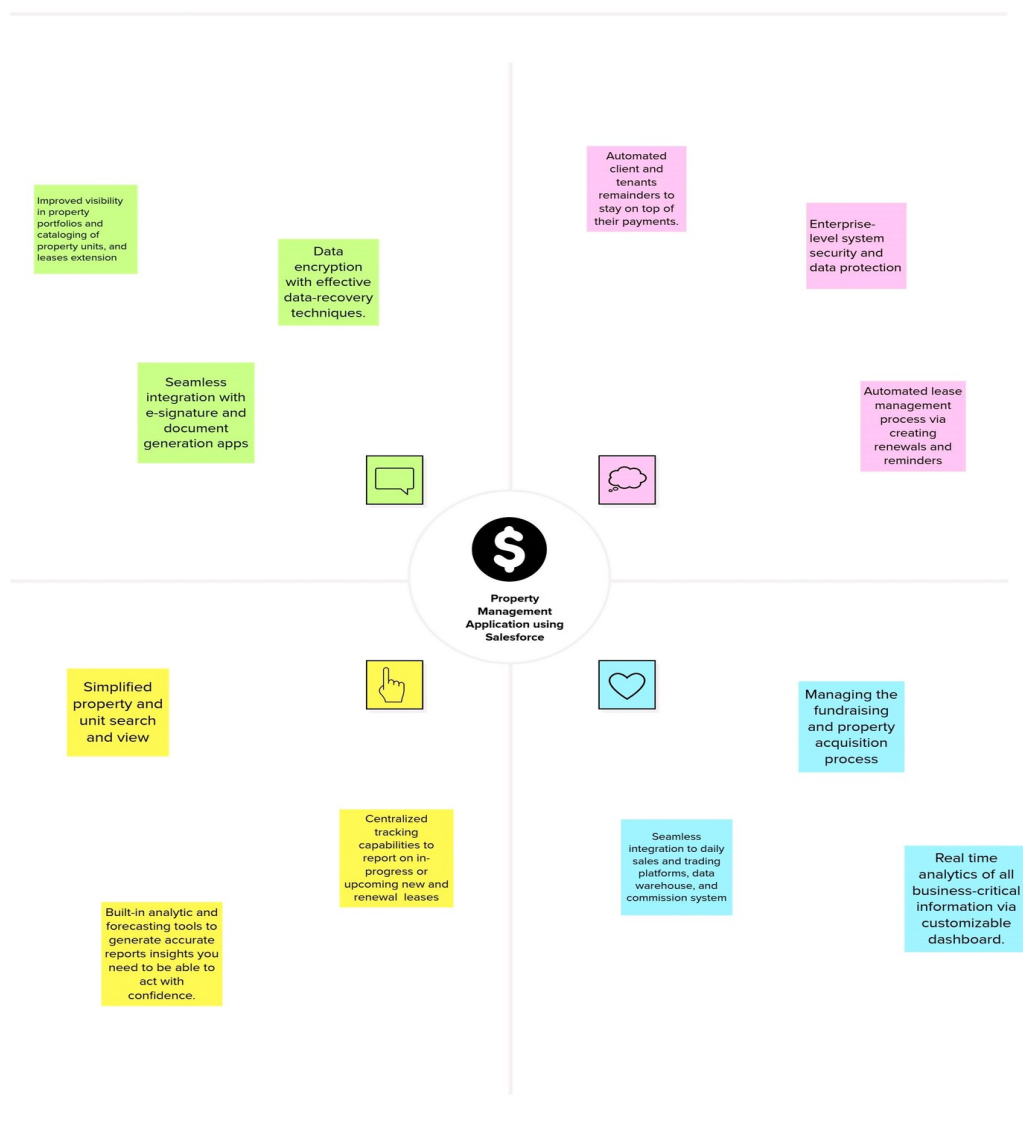 Improved visibility
in property
portfolios and
cataloging of
property units, and
leases extension
Data
encryption
with effective
data-recovery
techniques.
Seamless
integration with
e-signature and
document
generation apps
Automated
client and
tenants
remainders to
stay on top of
their payments.
Enterprise-
level system
security and
data protection
Automated lease
management
process via
creating
renewals and
reminders
$
Property
Management
Application using
Salesforce
Simplified
property and
unit search
and view
Centralized
tracking
capabilities to
report on in-
progress or
upcoming new and
renewal leases
Built-in analytic and
forecasting tools to
generate accurate
reports insights you
need to be able to
act with
confidence.
Managing the
fundraising
and property
acquisition
process
Seamless
integration to daily
sales and trading
platforms, data
warehouse, and
commission system
Real time
analytics of all
business-critical
information via
customizable
dashboard.